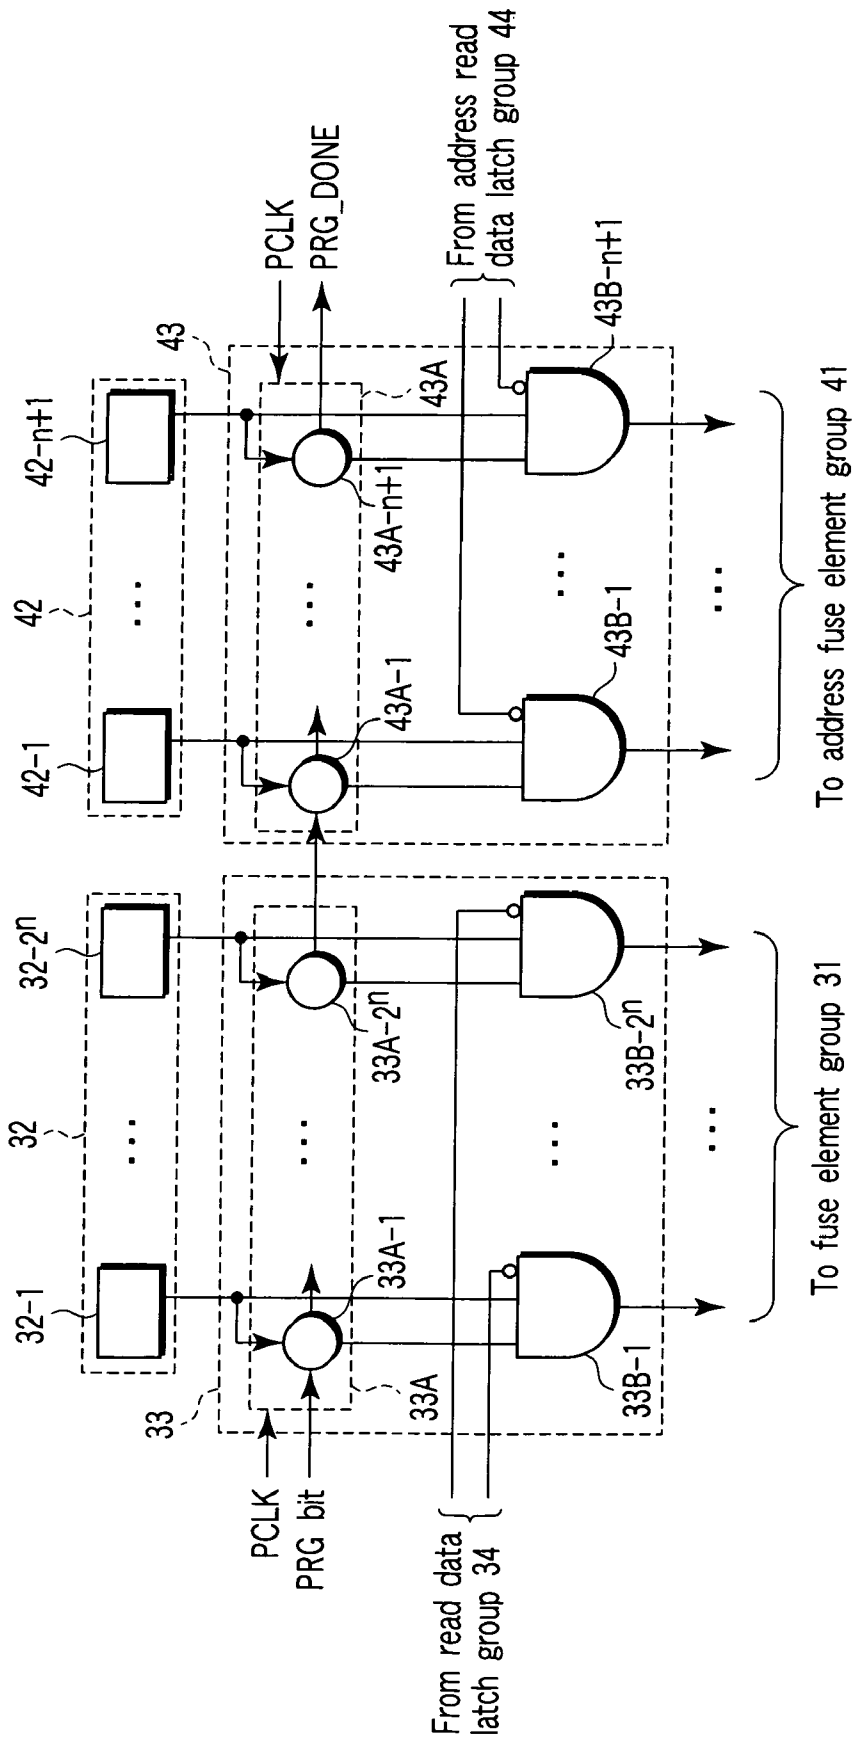 32-1
32
32-2ⁿ
42-1
42
42-n+1
33
43
PCLK
PCLK
PRG bit
PRG_DONE
33A
33A-1
33A-2ⁿ
43A-1
43A-n+1
43A
From read data
latch group 34
From address read
data latch group 44
33B-1
33B-2ⁿ
43B-1
43B-n+1
To fuse element group 31
To address fuse element group 41